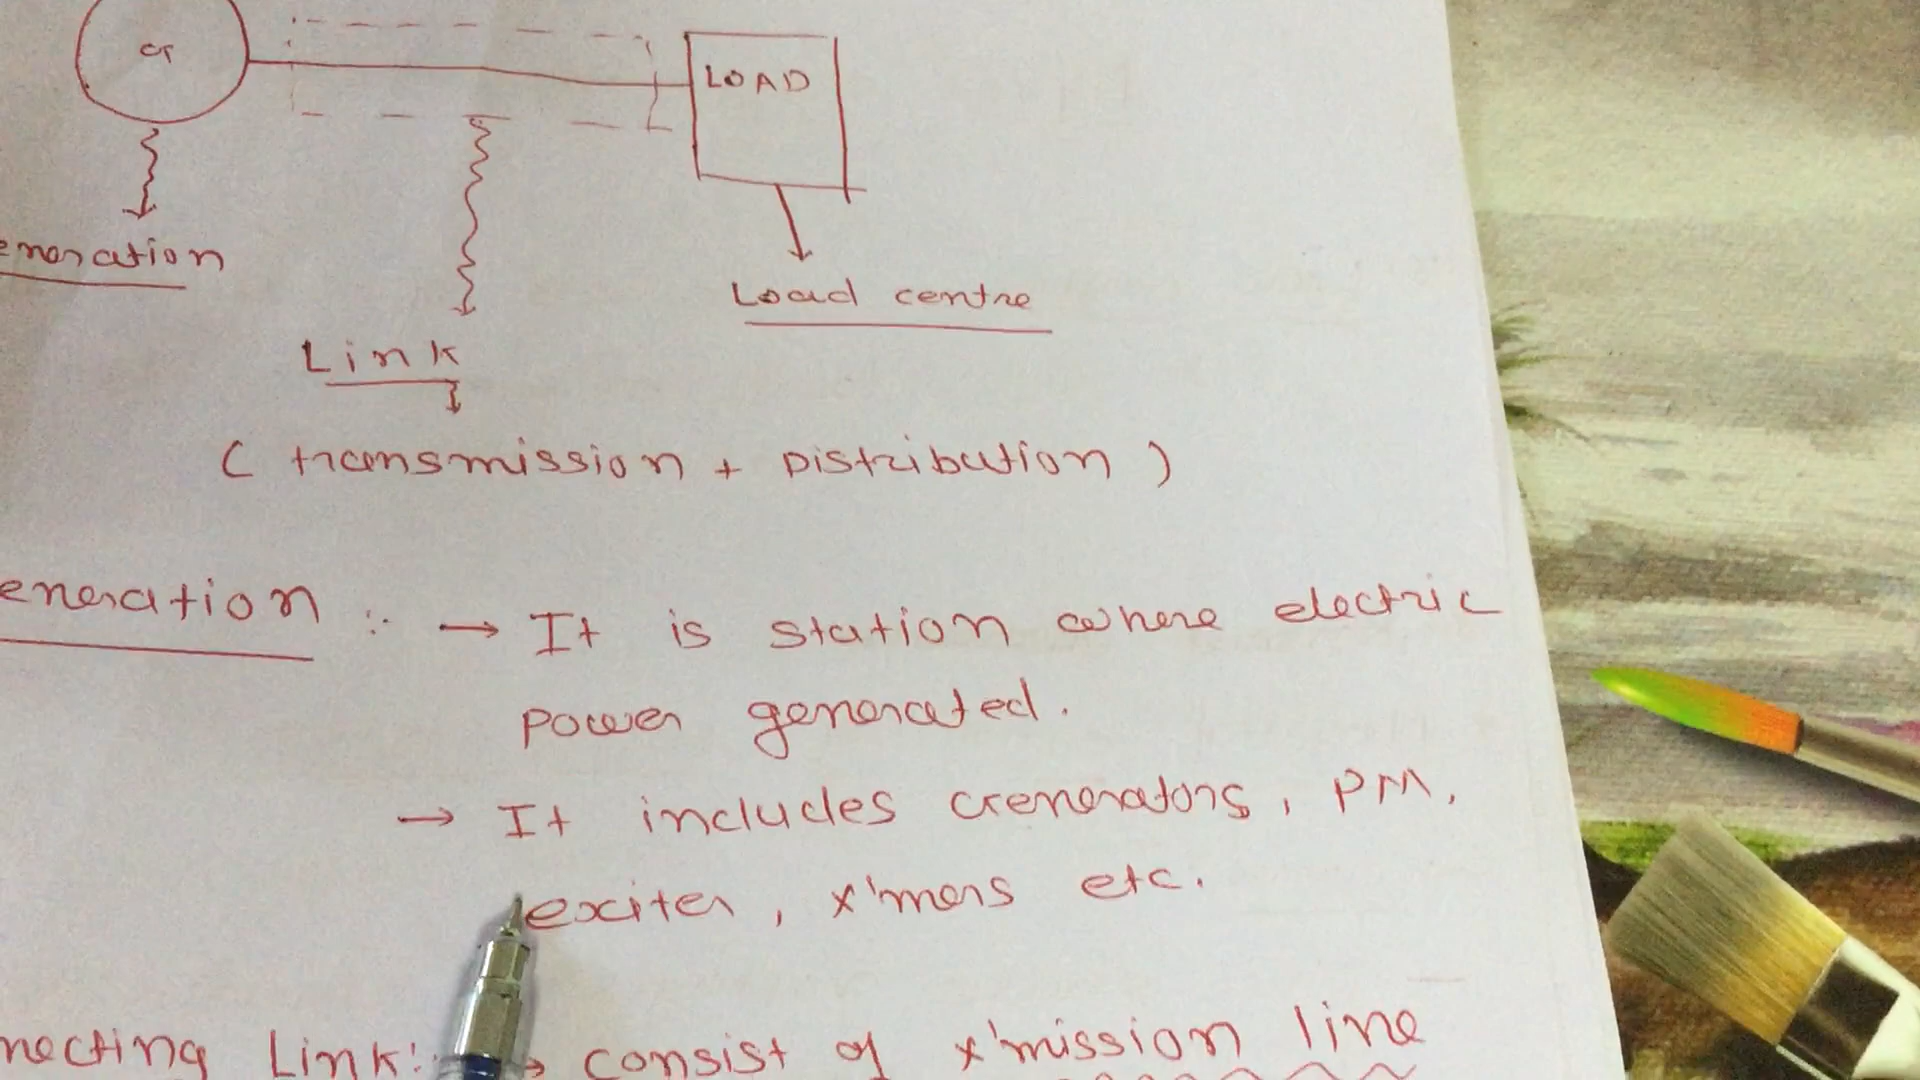 G
LOAD
eneration
Load centre
Link
( transmission + Distribution )
eneration :- → It is station where electric
power generated.
→ It includes Generators, PM,
exciter, x'mers etc.
necting Link:- → consist of x'mission line